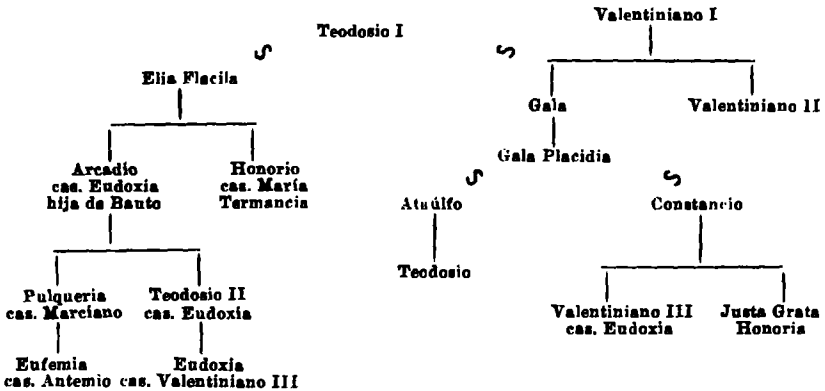 Valentiniano I
Teodosio I
Elia Flacila
Gala
Valentiniano II
Gala Placidia
Arcadio
cas. Eudoxia
hija de Bauto
Honorio
cas. María
Termancia
Ataúlfo
Constancio
Teodosio
Pulqueria
cas. Marciano
Teodosio II
cas. Eudoxia
Valentiniano III
cas. Eudoxia
Justa Grata
Honoria
Eufemia
cas. Antemio
Eudoxia
cas. Valentiniano III